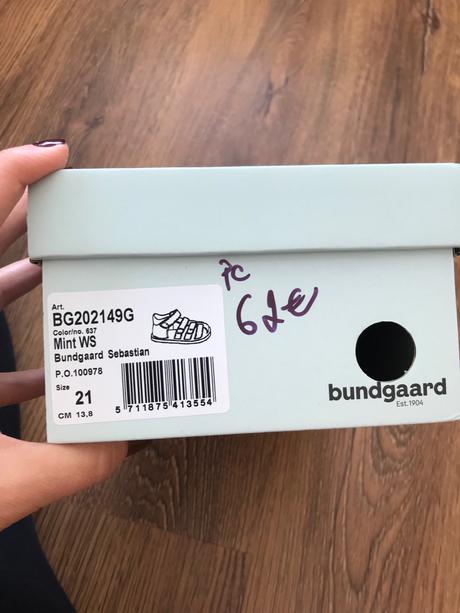 Art.
BG202149G
Color/no. 637
Mint WS
Bundgaard Sebastian
P.O.100978
Size 21
CM 13,8
5 711875 413554
PC
62€
bundgaard
Est.1904